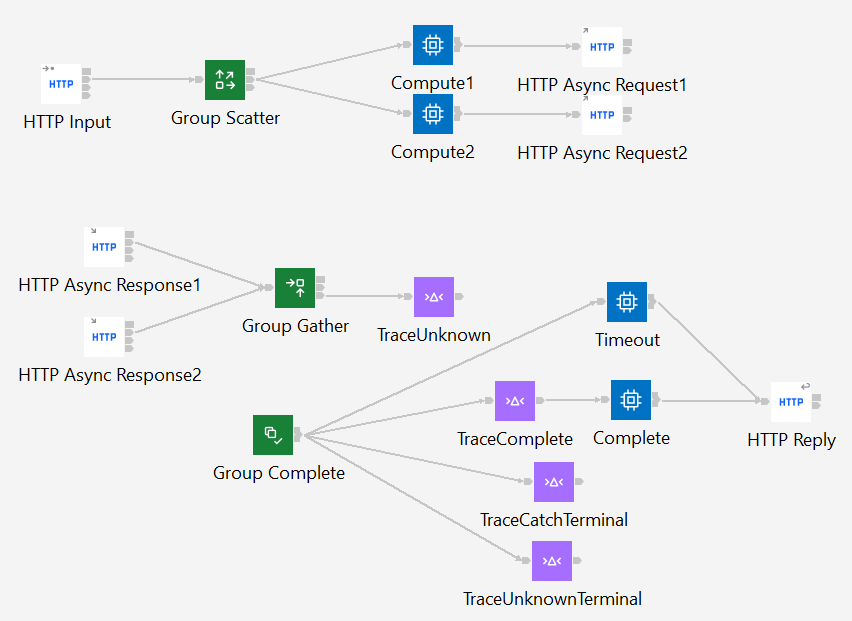 HTTP
HTTP Input
Group Scatter
Compute1
HTTP
HTTP Async Request1
Compute2
HTTP
HTTP Async Request2
HTTP
HTTP Async Response1
HTTP
HTTP Async Response2
Group Gather
TraceUnknown
Timeout
Group Complete
TraceComplete
Complete
HTTP
HTTP Reply
TraceCatchTerminal
TraceUnknownTerminal